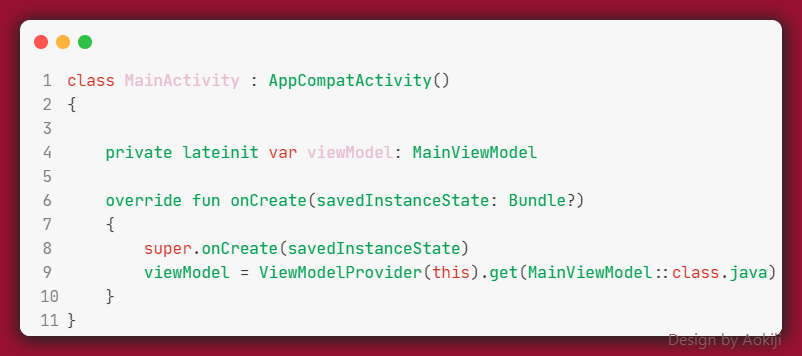 1 class MainActivity : AppCompatActivity()
2 {
3
4     private lateinit var viewModel: MainViewModel
5
6     override fun onCreate(savedInstanceState: Bundle?)
7     {
8         super.onCreate(savedInstanceState)
9         viewModel = ViewModelProvider(this).get(MainViewModel::class.java)
10     }
11 }
Design by Aokiji